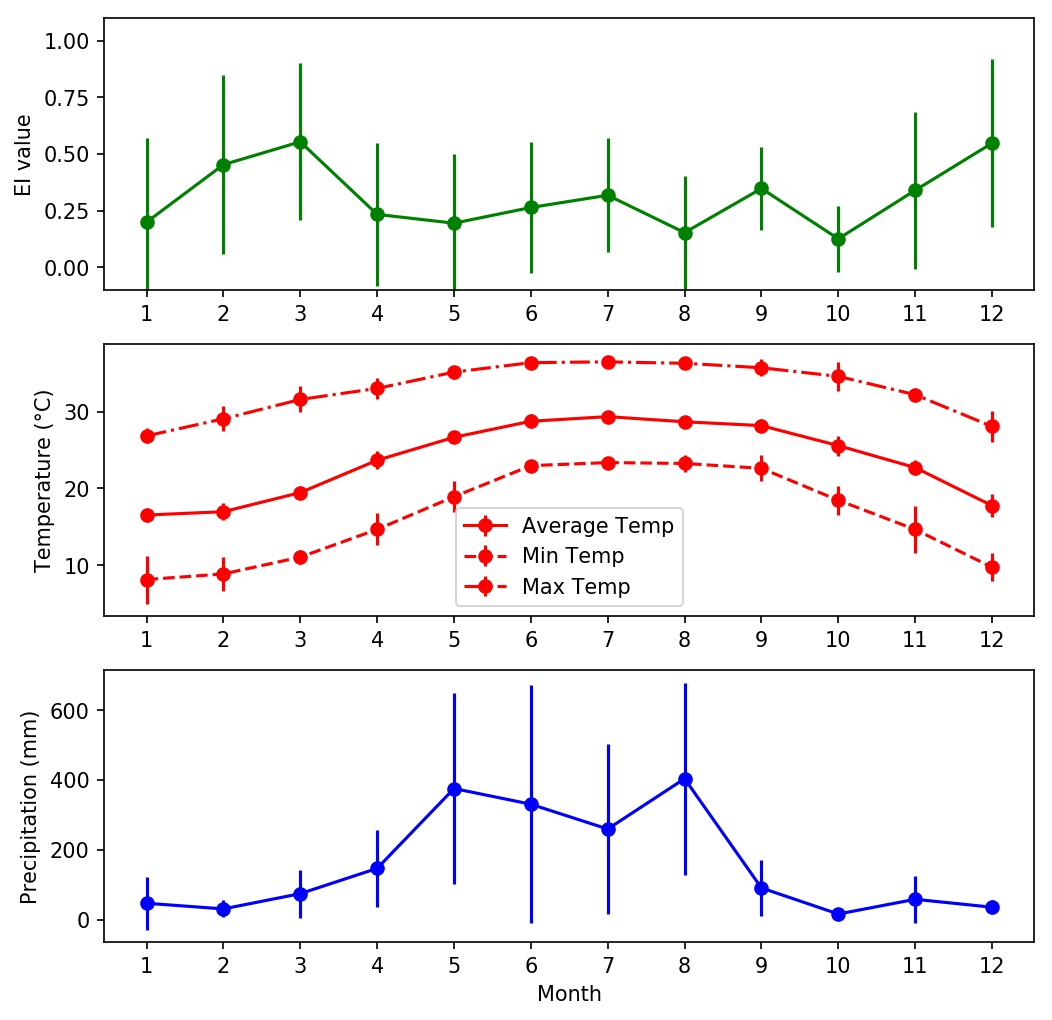 1.00
0.75
0.50
0.25
0.00
EI value
1 2 3 4 5 6 7 8 9 10 11 12
30
20
10
Temperature (°C)
Average Temp
Min Temp
Max Temp
1 2 3 4 5 6 7 8 9 10 11 12
600
400
200
0
Precipitation (mm)
1 2 3 4 5 6 7 8 9 10 11 12
Month